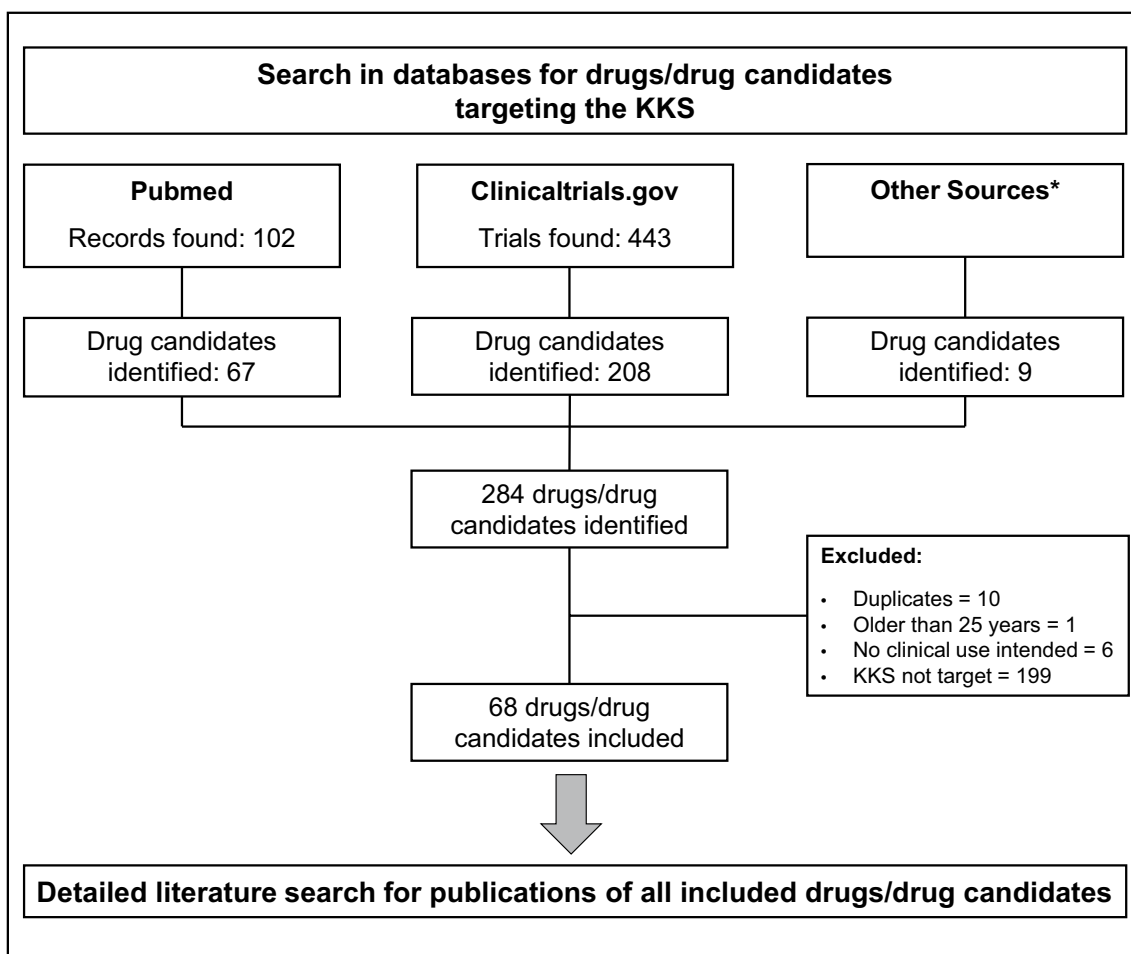 Search in databases for drugs/drug candidates
targeting the KKS
Pubmed
Records found: 102
Clinicaltrials.gov
Trials found: 443
Other Sources*
Drug candidates
identified: 67
Drug candidates
identified: 208
Drug candidates
identified: 9
284 drugs/drug
candidates identified
Excluded:
• Duplicates = 10
• Older than 25 years = 1
• No clinical use intended = 6
• KKS not target = 199
68 drugs/drug
candidates included
Detailed literature search for publications of all included drugs/drug candidates